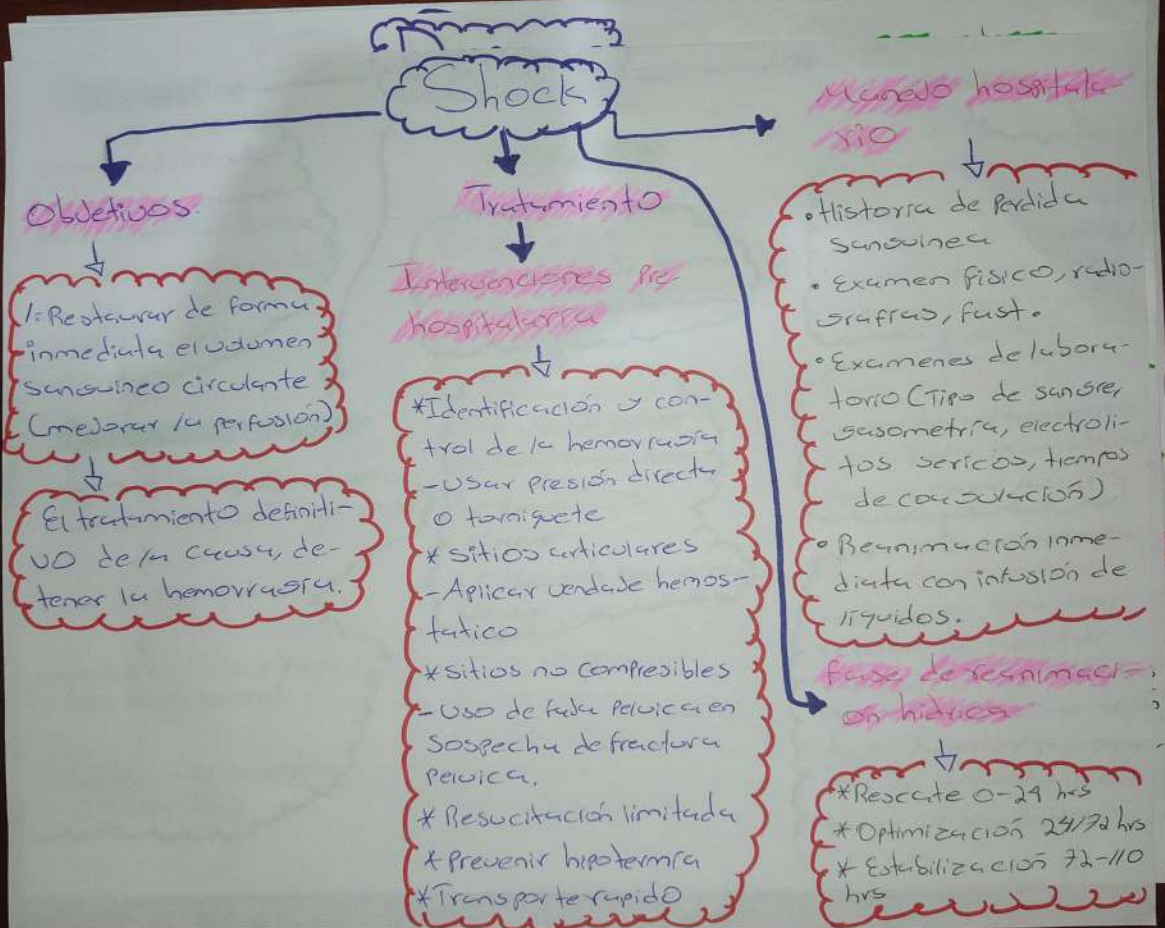 Shock
Objetivos.
1: Restaurar de forma
inmediata el volumen
sanguineo circulante
(mejorar la perfusión)
El tratamiento definiti-
vo de la causa, de-
tener la hemorragia.
Tratamiento
Intervenciones Pre
hospitalarria
*Identificación y con-
trol de la hemorragia
-Usar presión directa
o torniquete
* sitios articulares
-Aplicar vendaje hemos-
tatico
* sitios no compresibles
-Uso de faja pelvica en
sospecha de fractura
pelvica.
* Resucitación limitada
* Prevenir hipotermia
*Transporte rapido
Manejo hospitala-
rio
• Historia de Perdida
sanguinea
• Examen fisico, radio-
grafias, fast.
• Examenes de labora-
torio (Tipo de sangre,
gasometría, electroli-
tos sericos, tiempos
de coagulación)
• Reanimación inme-
diata con infusión de
liquidos.
fases de reanimaci-
on hidrica
*Rescate 0-24 hrs
* Optimización 24/72 hrs
* Estabilización 72-110
hrs